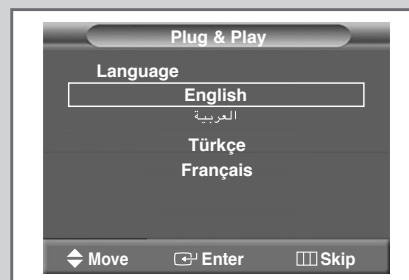 Plug & Play
Language
English
العربية
Türkçe
Français
Move Enter Skip